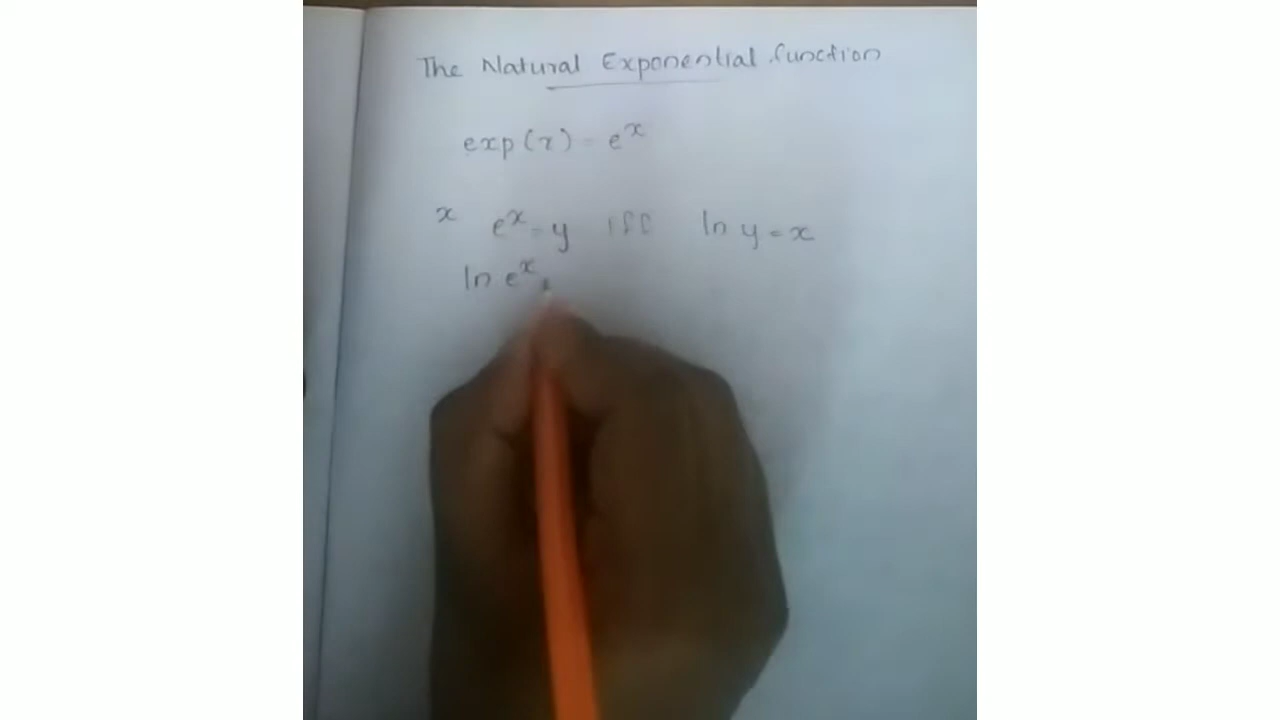 The Natural Exponential function
exp(x) = e^x
x e^x = y iff ln y = x
ln e^x